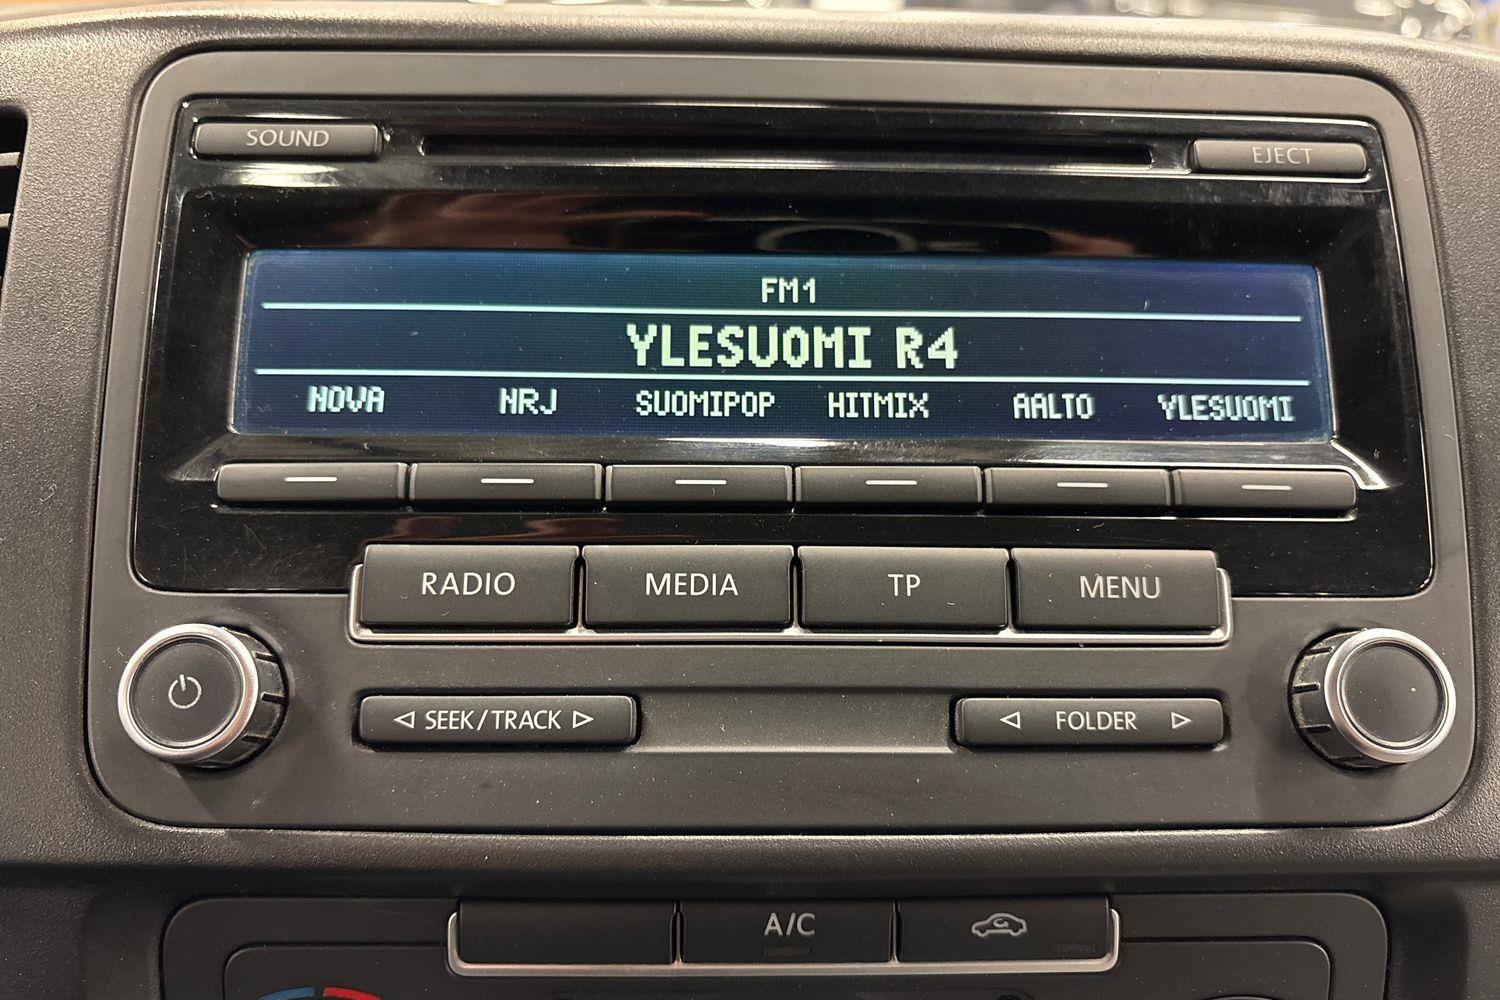 SOUND
EJECT
FM1
YLESUOMI R4
NOVA NRJ SUOMIPOP HITMIX AALTO YLESUOMI
RADIO MEDIA TP MENU
SEEK/TRACK FOLDER
A/C